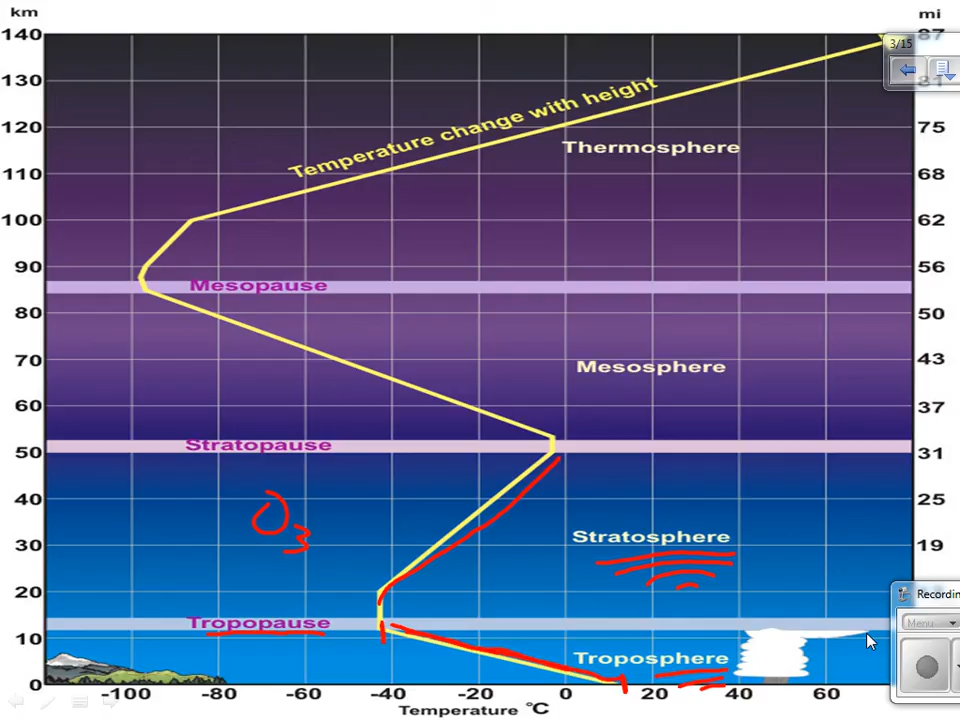 km
mi
140
87
3/15
130
81
Temperature change with height
120
75
Thermosphere
110
68
100
62
90
56
Mesopause
80
50
70
43
Mesosphere
60
37
Stratopause
50
31
40
25
O3
Stratosphere
30
19
20
Recording
Tropopause
Menu
10
Troposphere
0
-100 -80 -60 -40 -20 0 20 40 60
Temperature °C